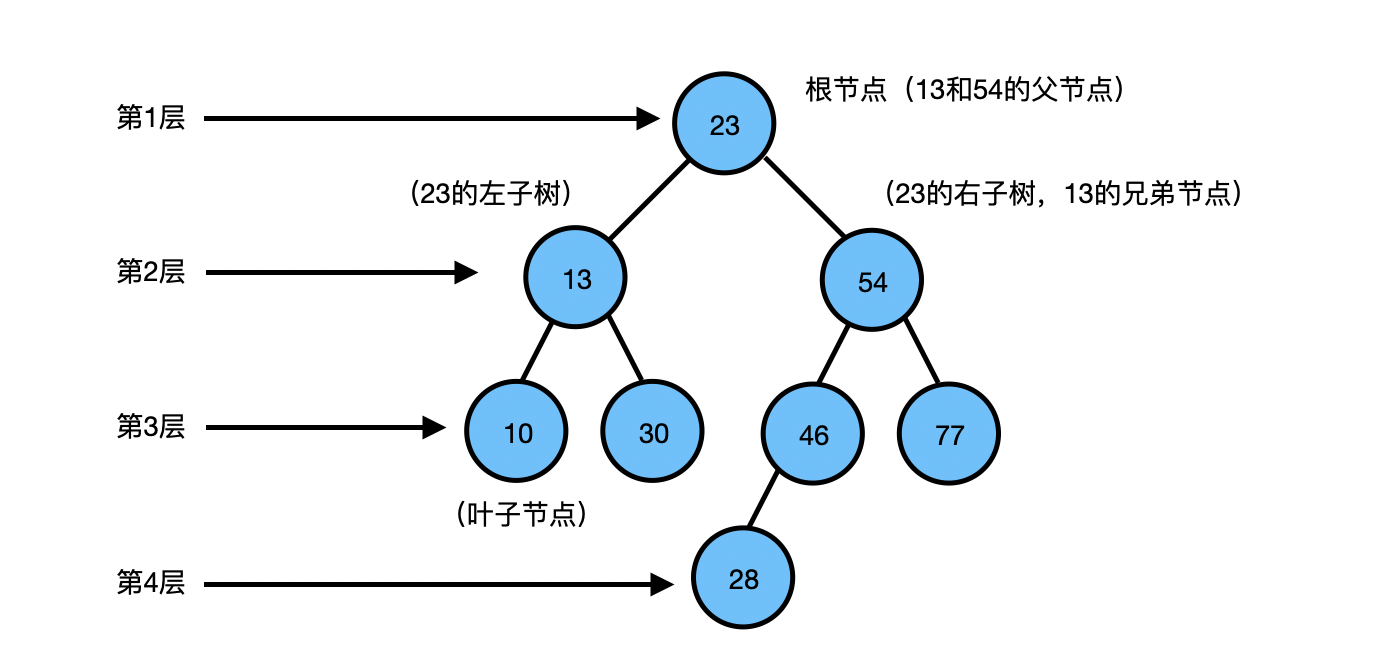 根节点（13和54的父节点）
第1层
23
（23的左子树）
（23的右子树，13的兄弟节点）
第2层
13
54
第3层
10
30
46
77
（叶子节点）
第4层
28